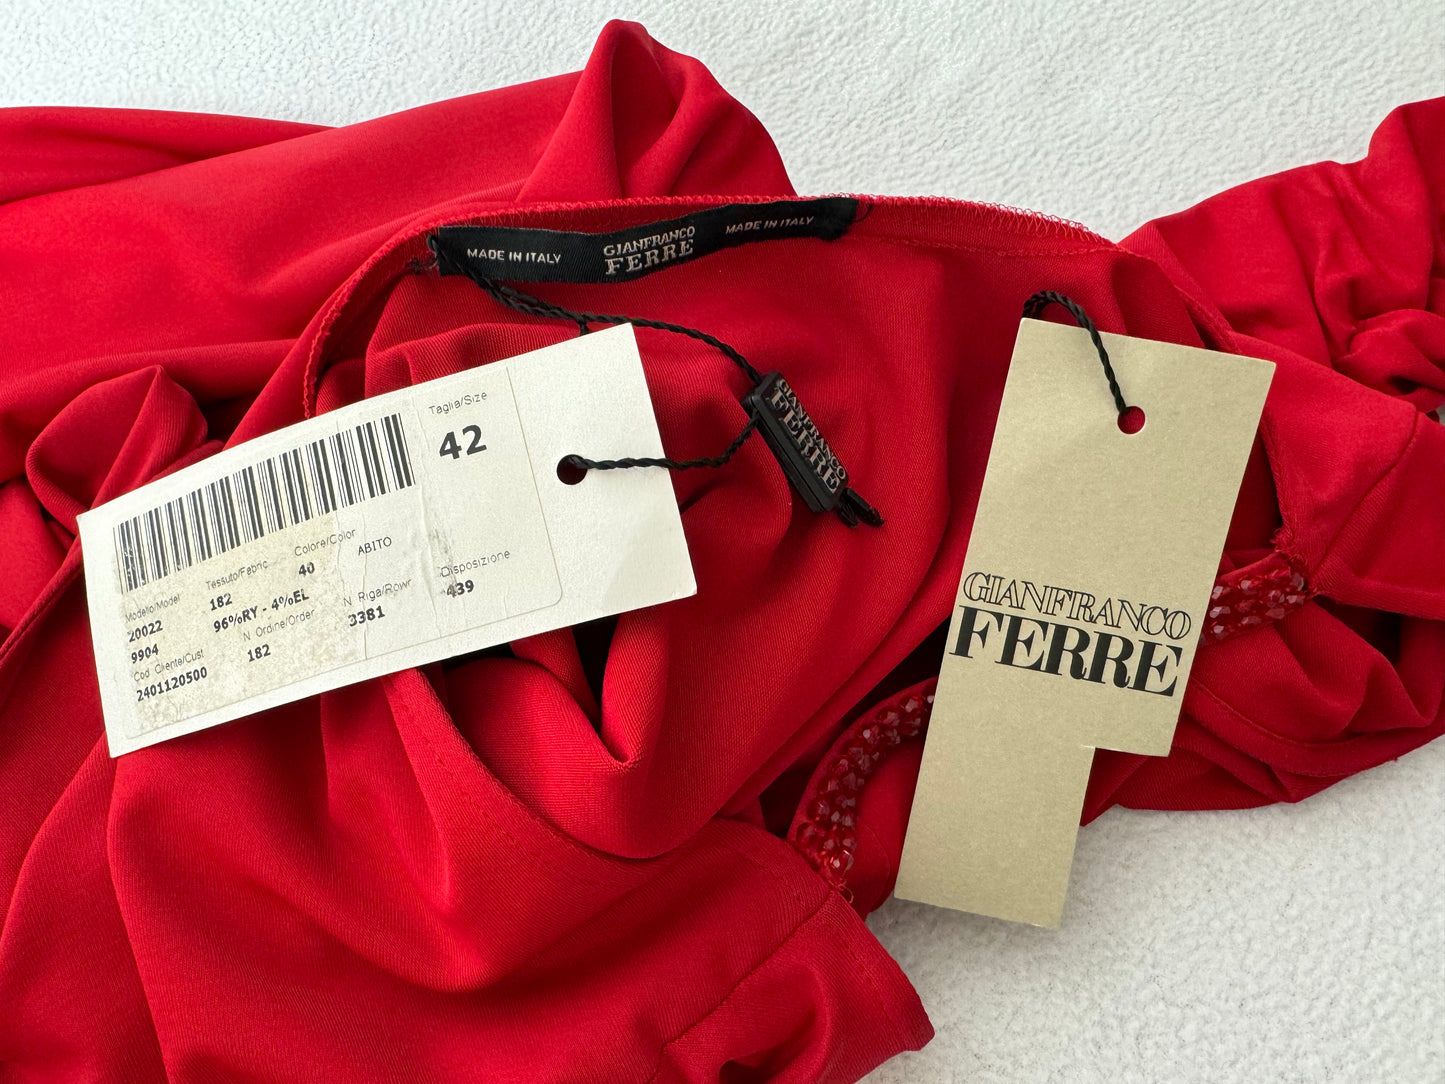 MADE IN ITALY
GIANFRANCO
FERRE
MADE IN ITALY
Taglia/Size
42
Colore/Color
40
ABITO
Tessuto/Fabric
182
96%RY - 4%EL
Modello/Model
20022
9904
N Ordine/Order
182
N Riga/Rowr
3381
Disposizione
439
Cod Cliente/Cust
2401120500
GIANFRANCO
FERRE
GIANFRANCO
FERRE